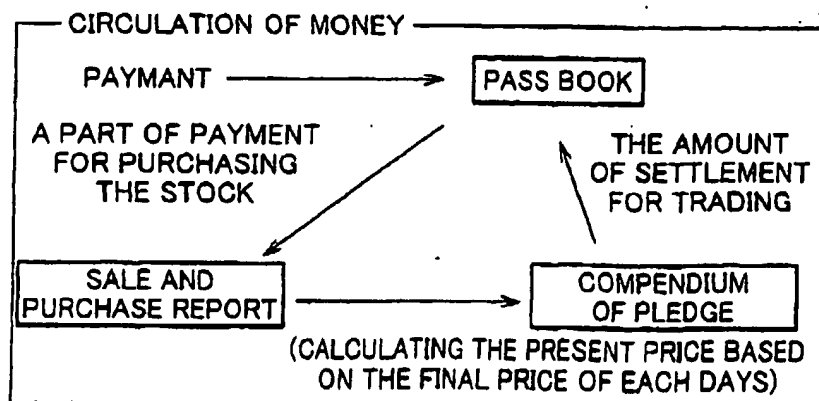 CIRCULATION OF MONEY
PAYMANT
PASS BOOK
A PART OF PAYMENT
FOR PURCHASING
THE STOCK
THE AMOUNT
OF SETTLEMENT
FOR TRADING
SALE AND
PURCHASE REPORT
COMPENDIUM
OF PLEDGE
(CALCULATING THE PRESENT PRICE BASED
ON THE FINAL PRICE OF EACH DAYS)